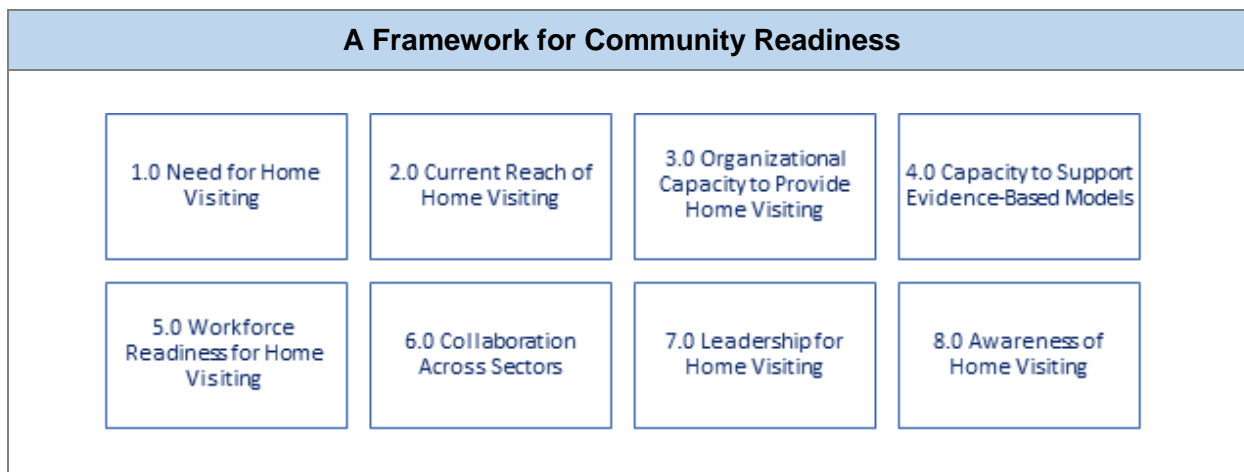 A Framework for Community Readiness
1.0 Need for Home
Visiting
2.0 Current Reach of
Home Visiting
3.0 Organizational
Capacity to Provide
Home Visiting
4.0 Capacity to Support
Evidence-Based Models
5.0 Workforce
Readiness for Home
Visiting
6.0 Collaboration
Across Sectors
7.0 Leadership for
Home Visiting
8.0 Awareness of
Home Visiting